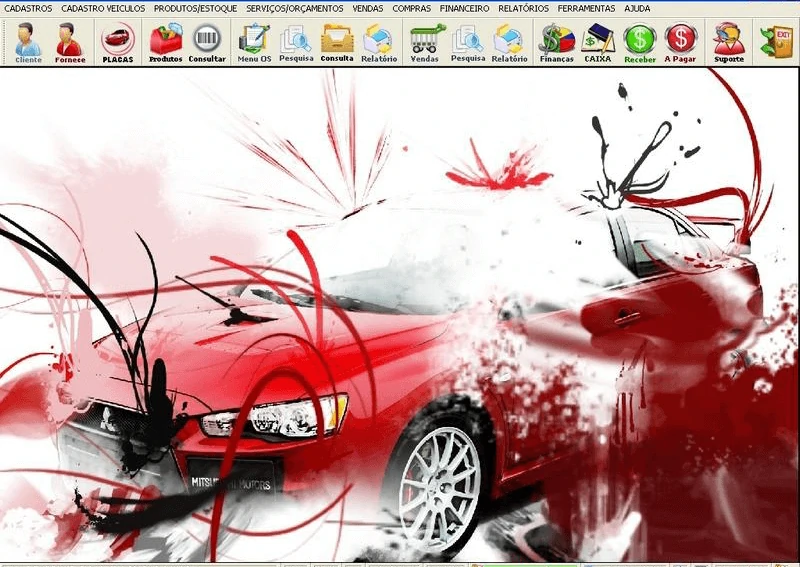 CADASTROS CADASTRO VEICULOS PRODUTOS/ESTOQUE SERVIÇOS/ORÇAMENTOS VENDAS COMPRAS FINANCEIRO RELATÓRIOS FERRAMENTAS AJUDA
Cliente Fornece PLACAS Produtos Consultar Menu OS Pesquisa Consulta Relatório Vendas Pesquisa Relatório Finanças CAIXA Receber A Pagar Suporte EXIT
MITSUBISHI MOTORS